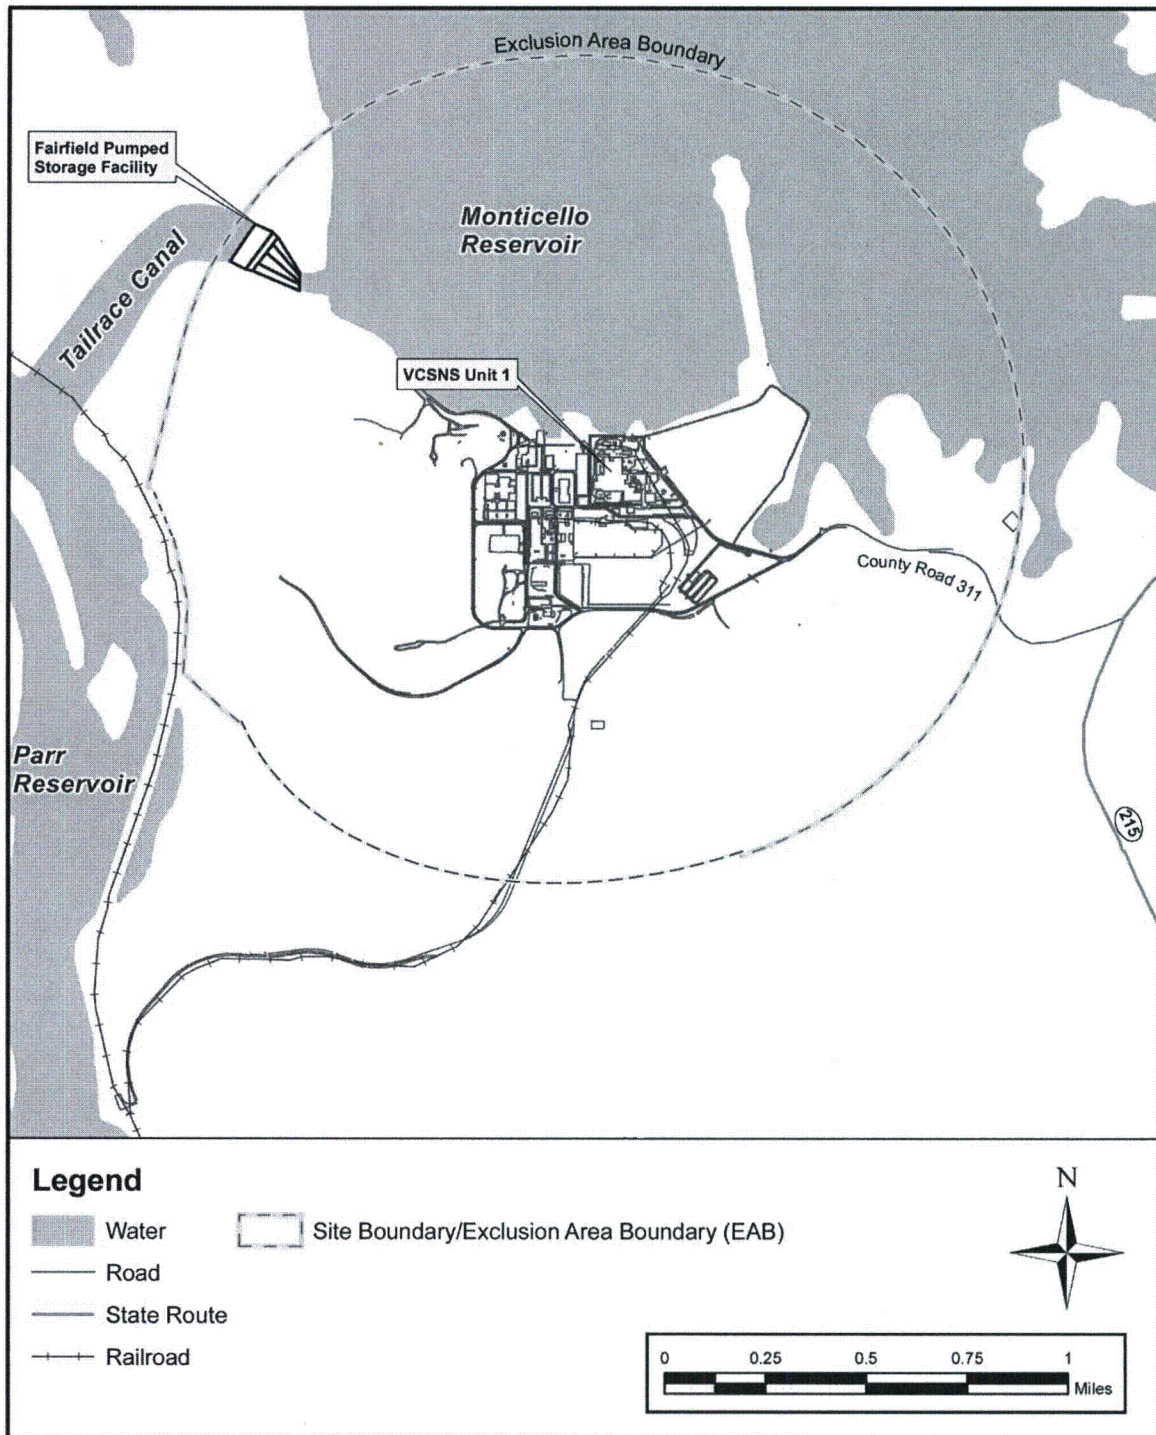 Exclusion Area Boundary
Fairfield Pumped
Storage Facility
Monticello
Reservoir
Tailrace Canal
VCSNS Unit 1
County Road 311
Parr
Reservoir
215
Legend
Water
Site Boundary/Exclusion Area Boundary (EAB)
Road
State Route
Railroad
N
0 0.25 0.5 0.75 1
Miles